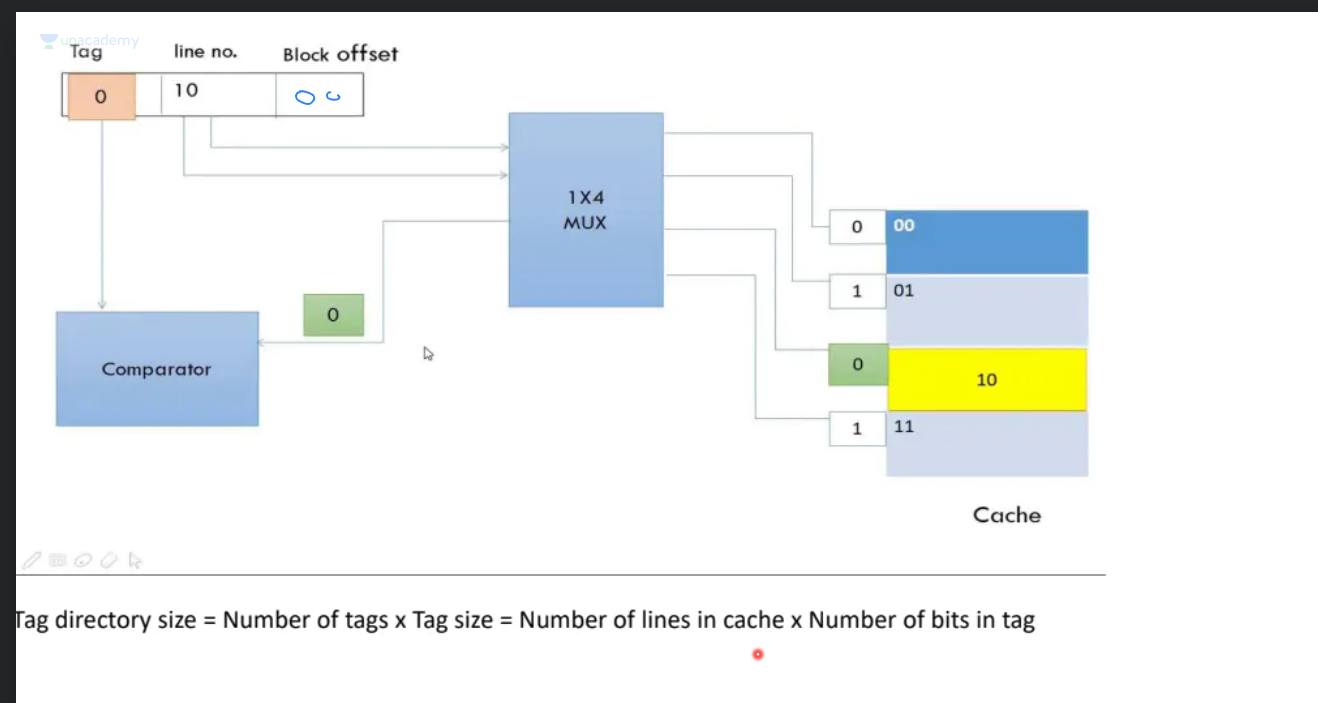 unacademy
Tag line no. Block offset
0 10 0 0
1X4
MUX
0 00
1 01
0
0 10
Comparator
1 11
Cache
Tag directory size = Number of tags x Tag size = Number of lines in cache x Number of bits in tag